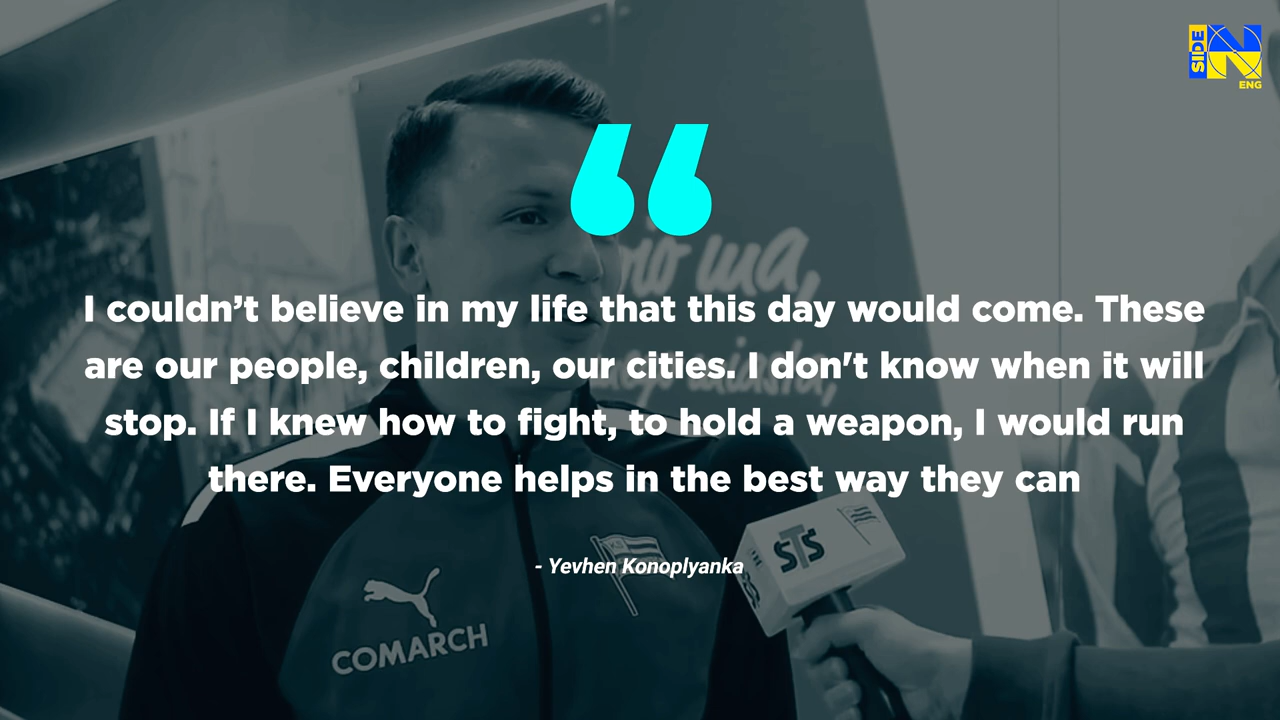 SIDE
N
ENG
I couldn’t believe in my life that this day would come. These
are our people, children, our cities. I don't know when it will
stop. If I knew how to fight, to hold a weapon, I would run
there. Everyone helps in the best way they can
- Yevhen Konoplyanka
STS
COMARCH